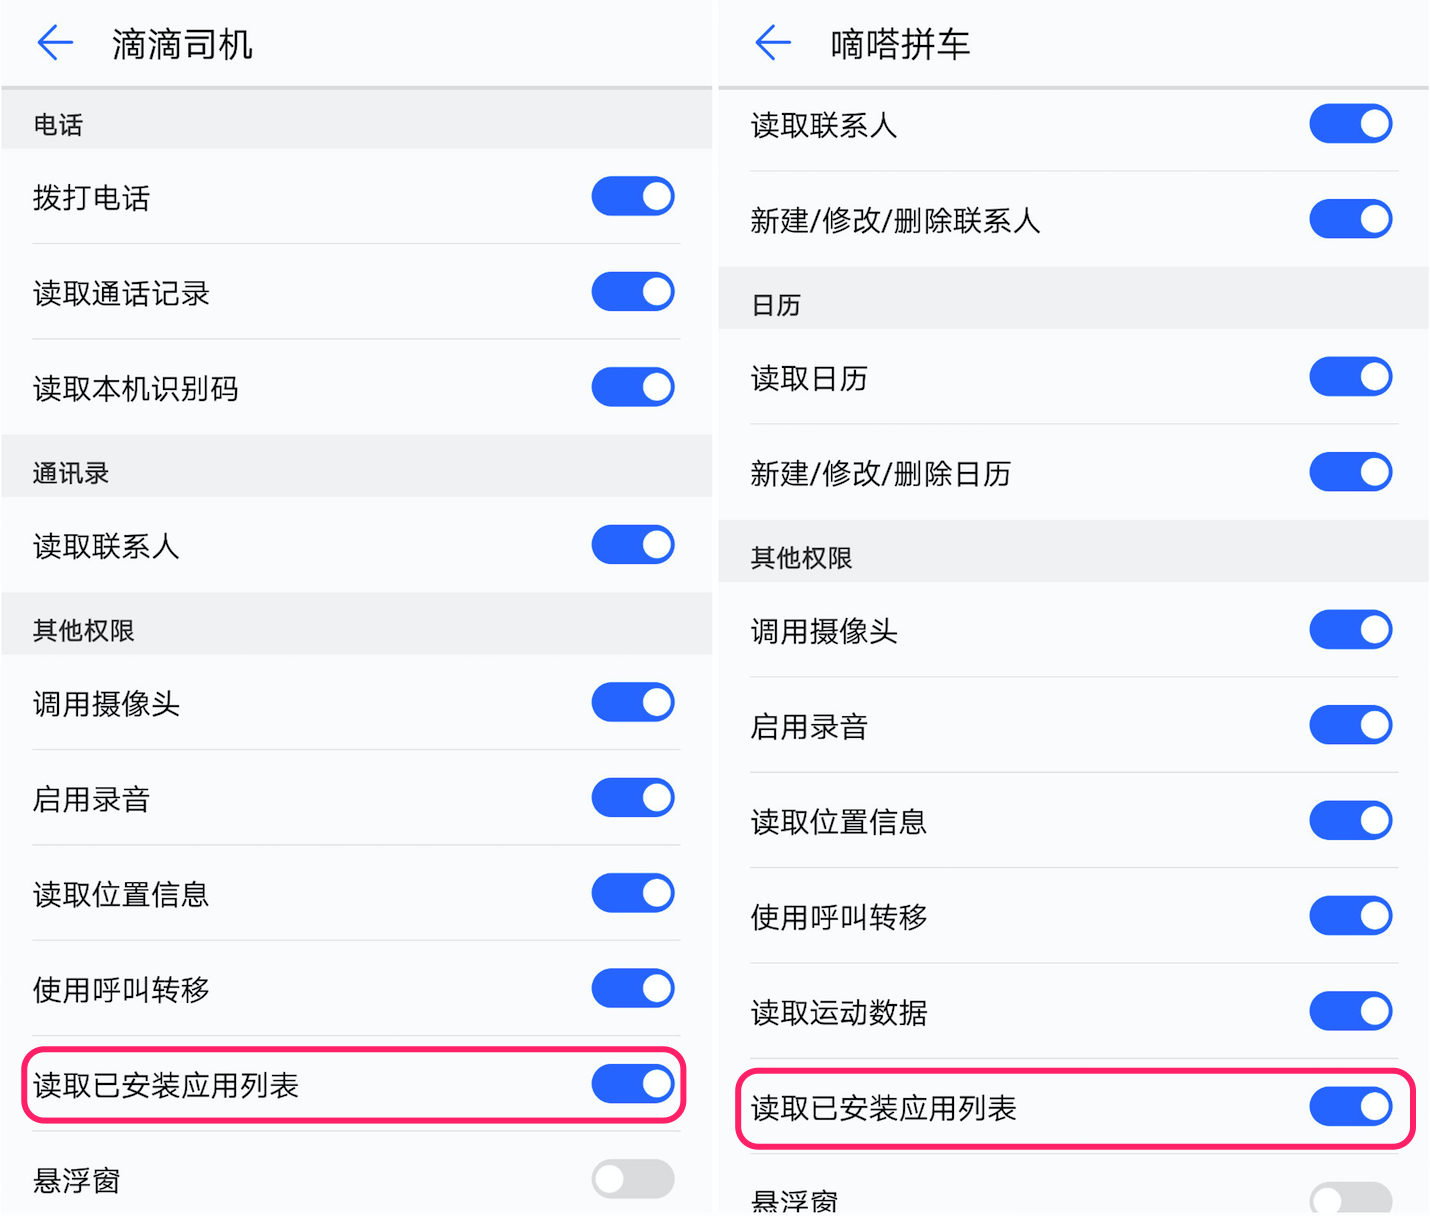 滴滴司机
电话
拨打电话
读取通话记录
读取本机识别码
通讯录
读取联系人
其他权限
调用摄像头
启用录音
读取位置信息
使用呼叫转移
读取已安装应用列表
悬浮窗
嘀嗒拼车
读取联系人
新建/修改/删除联系人
日历
读取日历
新建/修改/删除日历
其他权限
调用摄像头
启用录音
读取位置信息
使用呼叫转移
读取运动数据
读取已安装应用列表
悬浮窗